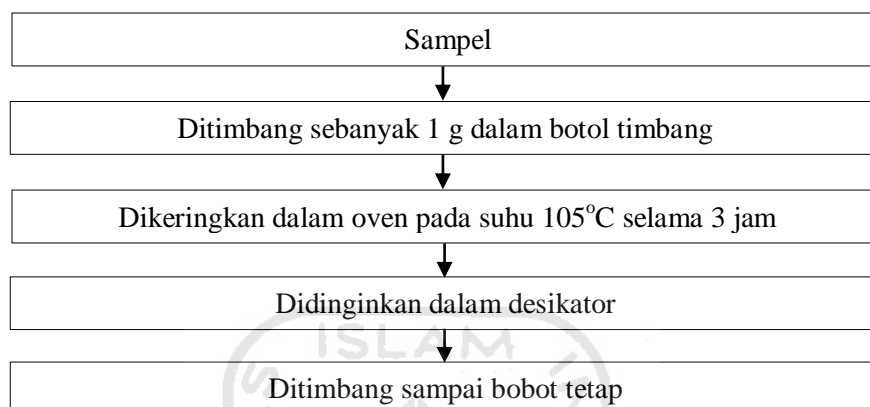 Sampel
Ditimbang sebanyak 1 g dalam botol timbang
Dikeringkan dalam oven pada suhu 105°C selama 3 jam
Didinginkan dalam desikator
ISLAM
Ditimbang sampai bobot tetap